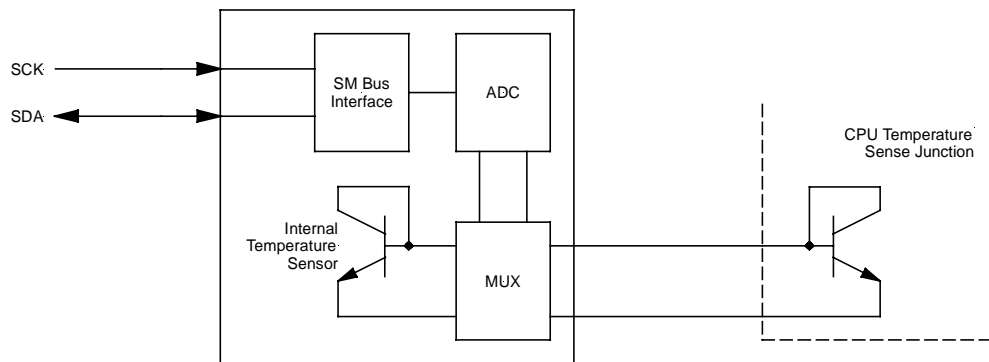 SCK
SDA
SM Bus
Interface
ADC
CPU Temperature
Sense Junction
Internal
Temperature
Sensor
MUX